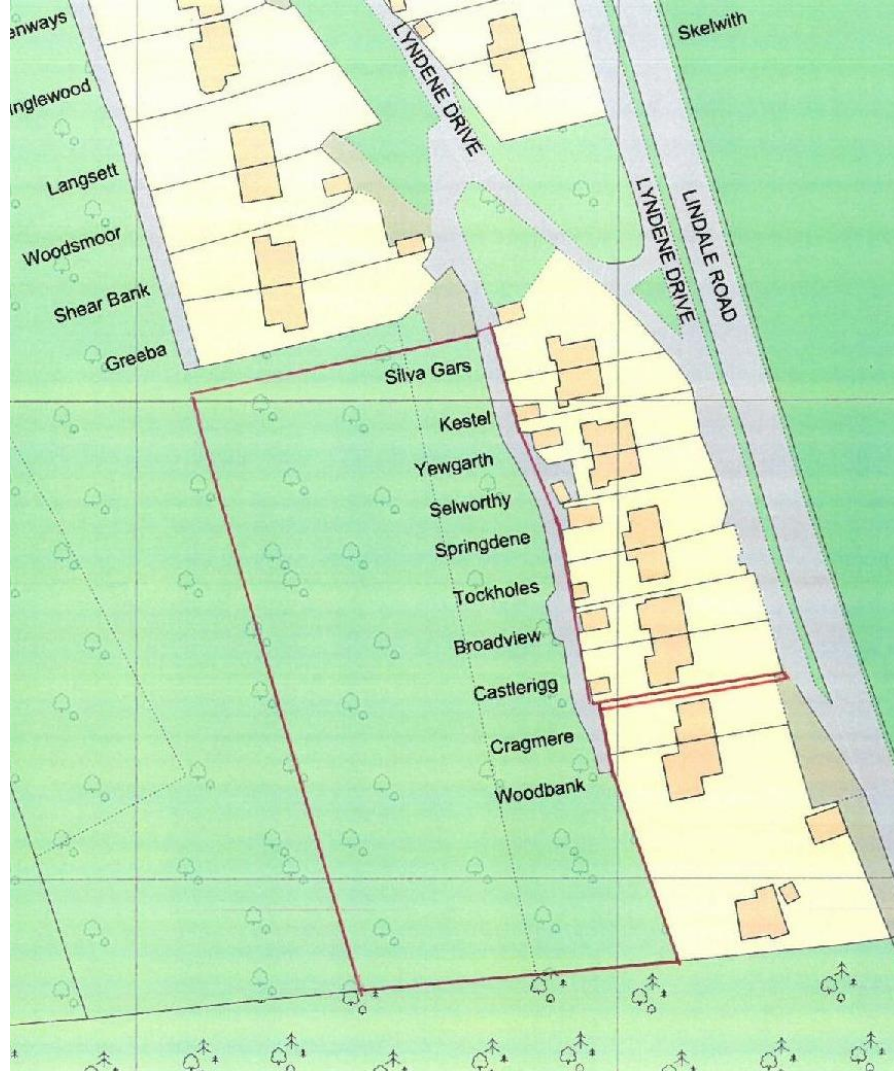 enways
Skelwith
LYNDENE DRIVE
nglewood
Langsett
Woodsmoor
LYNDENE DRIVE
LINDALE ROAD
Shear Bank
Greeba
Silva Gars
Kestel
Yewgarth
Selworthy
Springdene
Tockholes
Broadview
Castlerigg
Cragmere
Woodbank